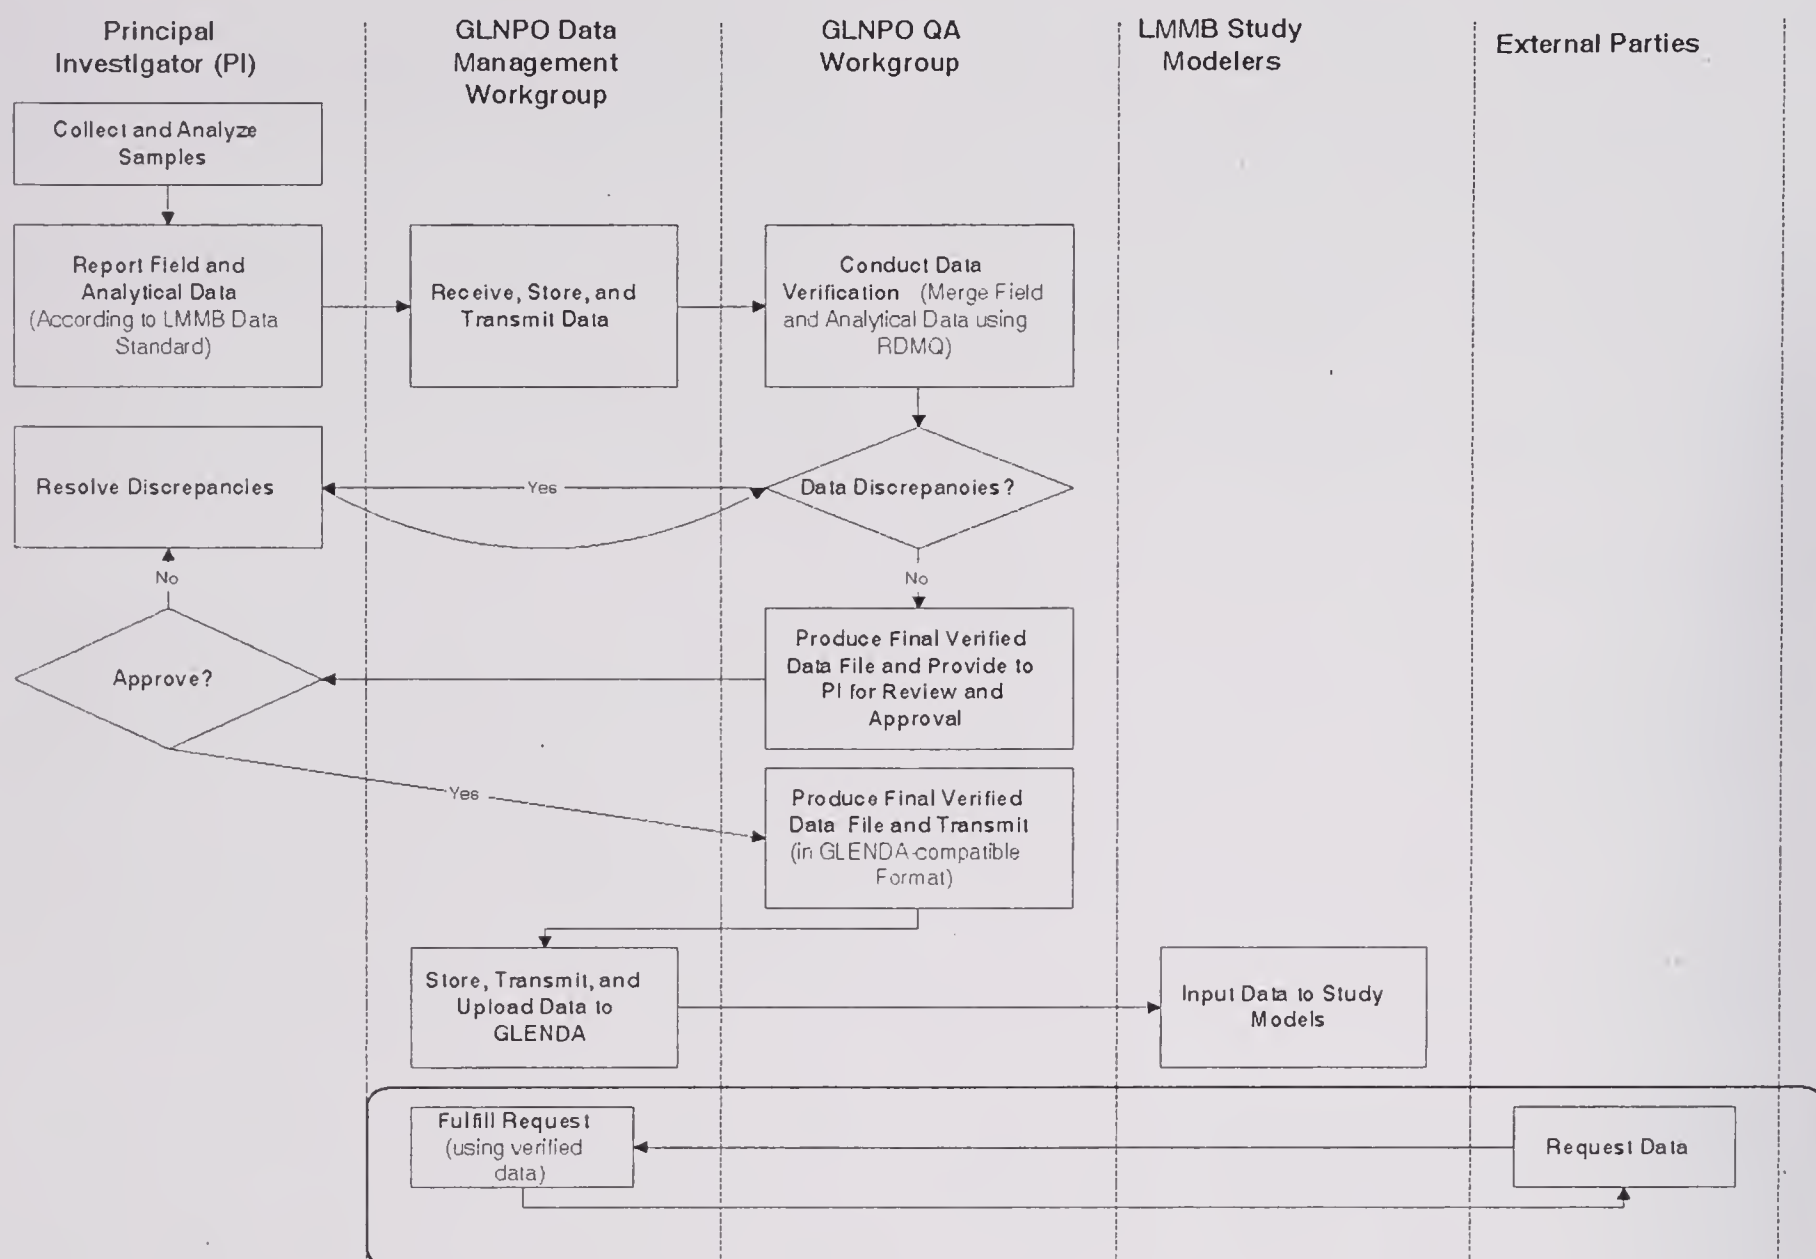 Principal
Investigator (PI)
GLNPO Data
Management
Workgroup
GLNPO QA
Workgroup
LMMB Study
Modelers
External Parties
Collect and Analyze
Samples
Report Field and
Analytical Data
(According to LMMB Data
Standard)
Receive, Store, and
Transmit Data
Conduct Data
Verification (Merge Field
and Analytical Data using
RDMQ)
Resolve Discrepancies
Yes
Data Discrepancies?
No
No
Approve?
Produce Final Verified
Data File and Provide to
PI for Review and
Approval
Yes
Produce Final Verified
Data File and Transmit
(in GLENDA-compatible
Format)
Store, Transmit, and
Upload Data to
GLENDA
Input Data to Study
Models
Fulfill Request
(using verified
data)
Request Data